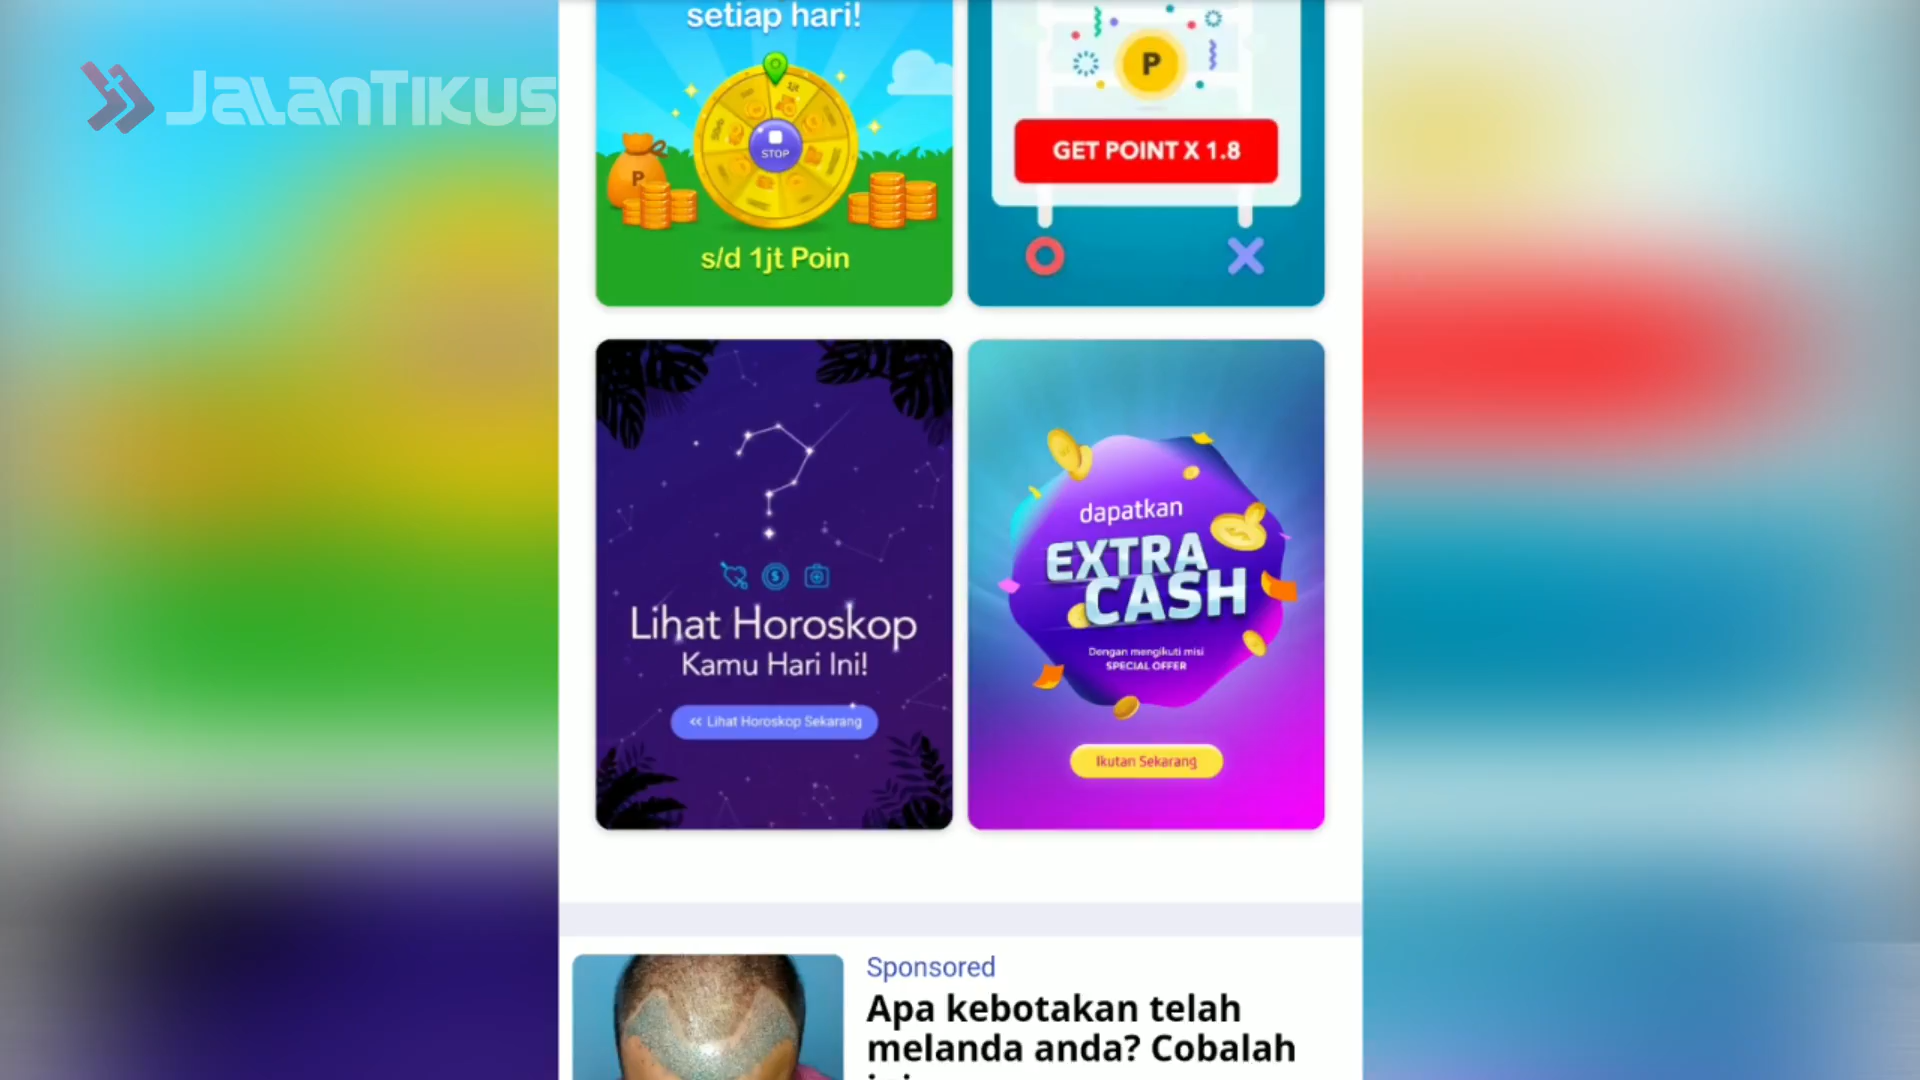 setiap hari!
JALANTIKUS
1jt
STOP
P
s/d 1jt Poin
P
GET POINT X 1.8
Lihat Horoskop
Kamu Hari Ini!
<< Lihat Horoskop Sekarang
dapatkan
EXTRA
CASH
Dengan mengikuti misi
SPECIAL OFFER
Ikutan Sekarang
Sponsored
Apa kebotakan telah
melanda anda? Cobalah